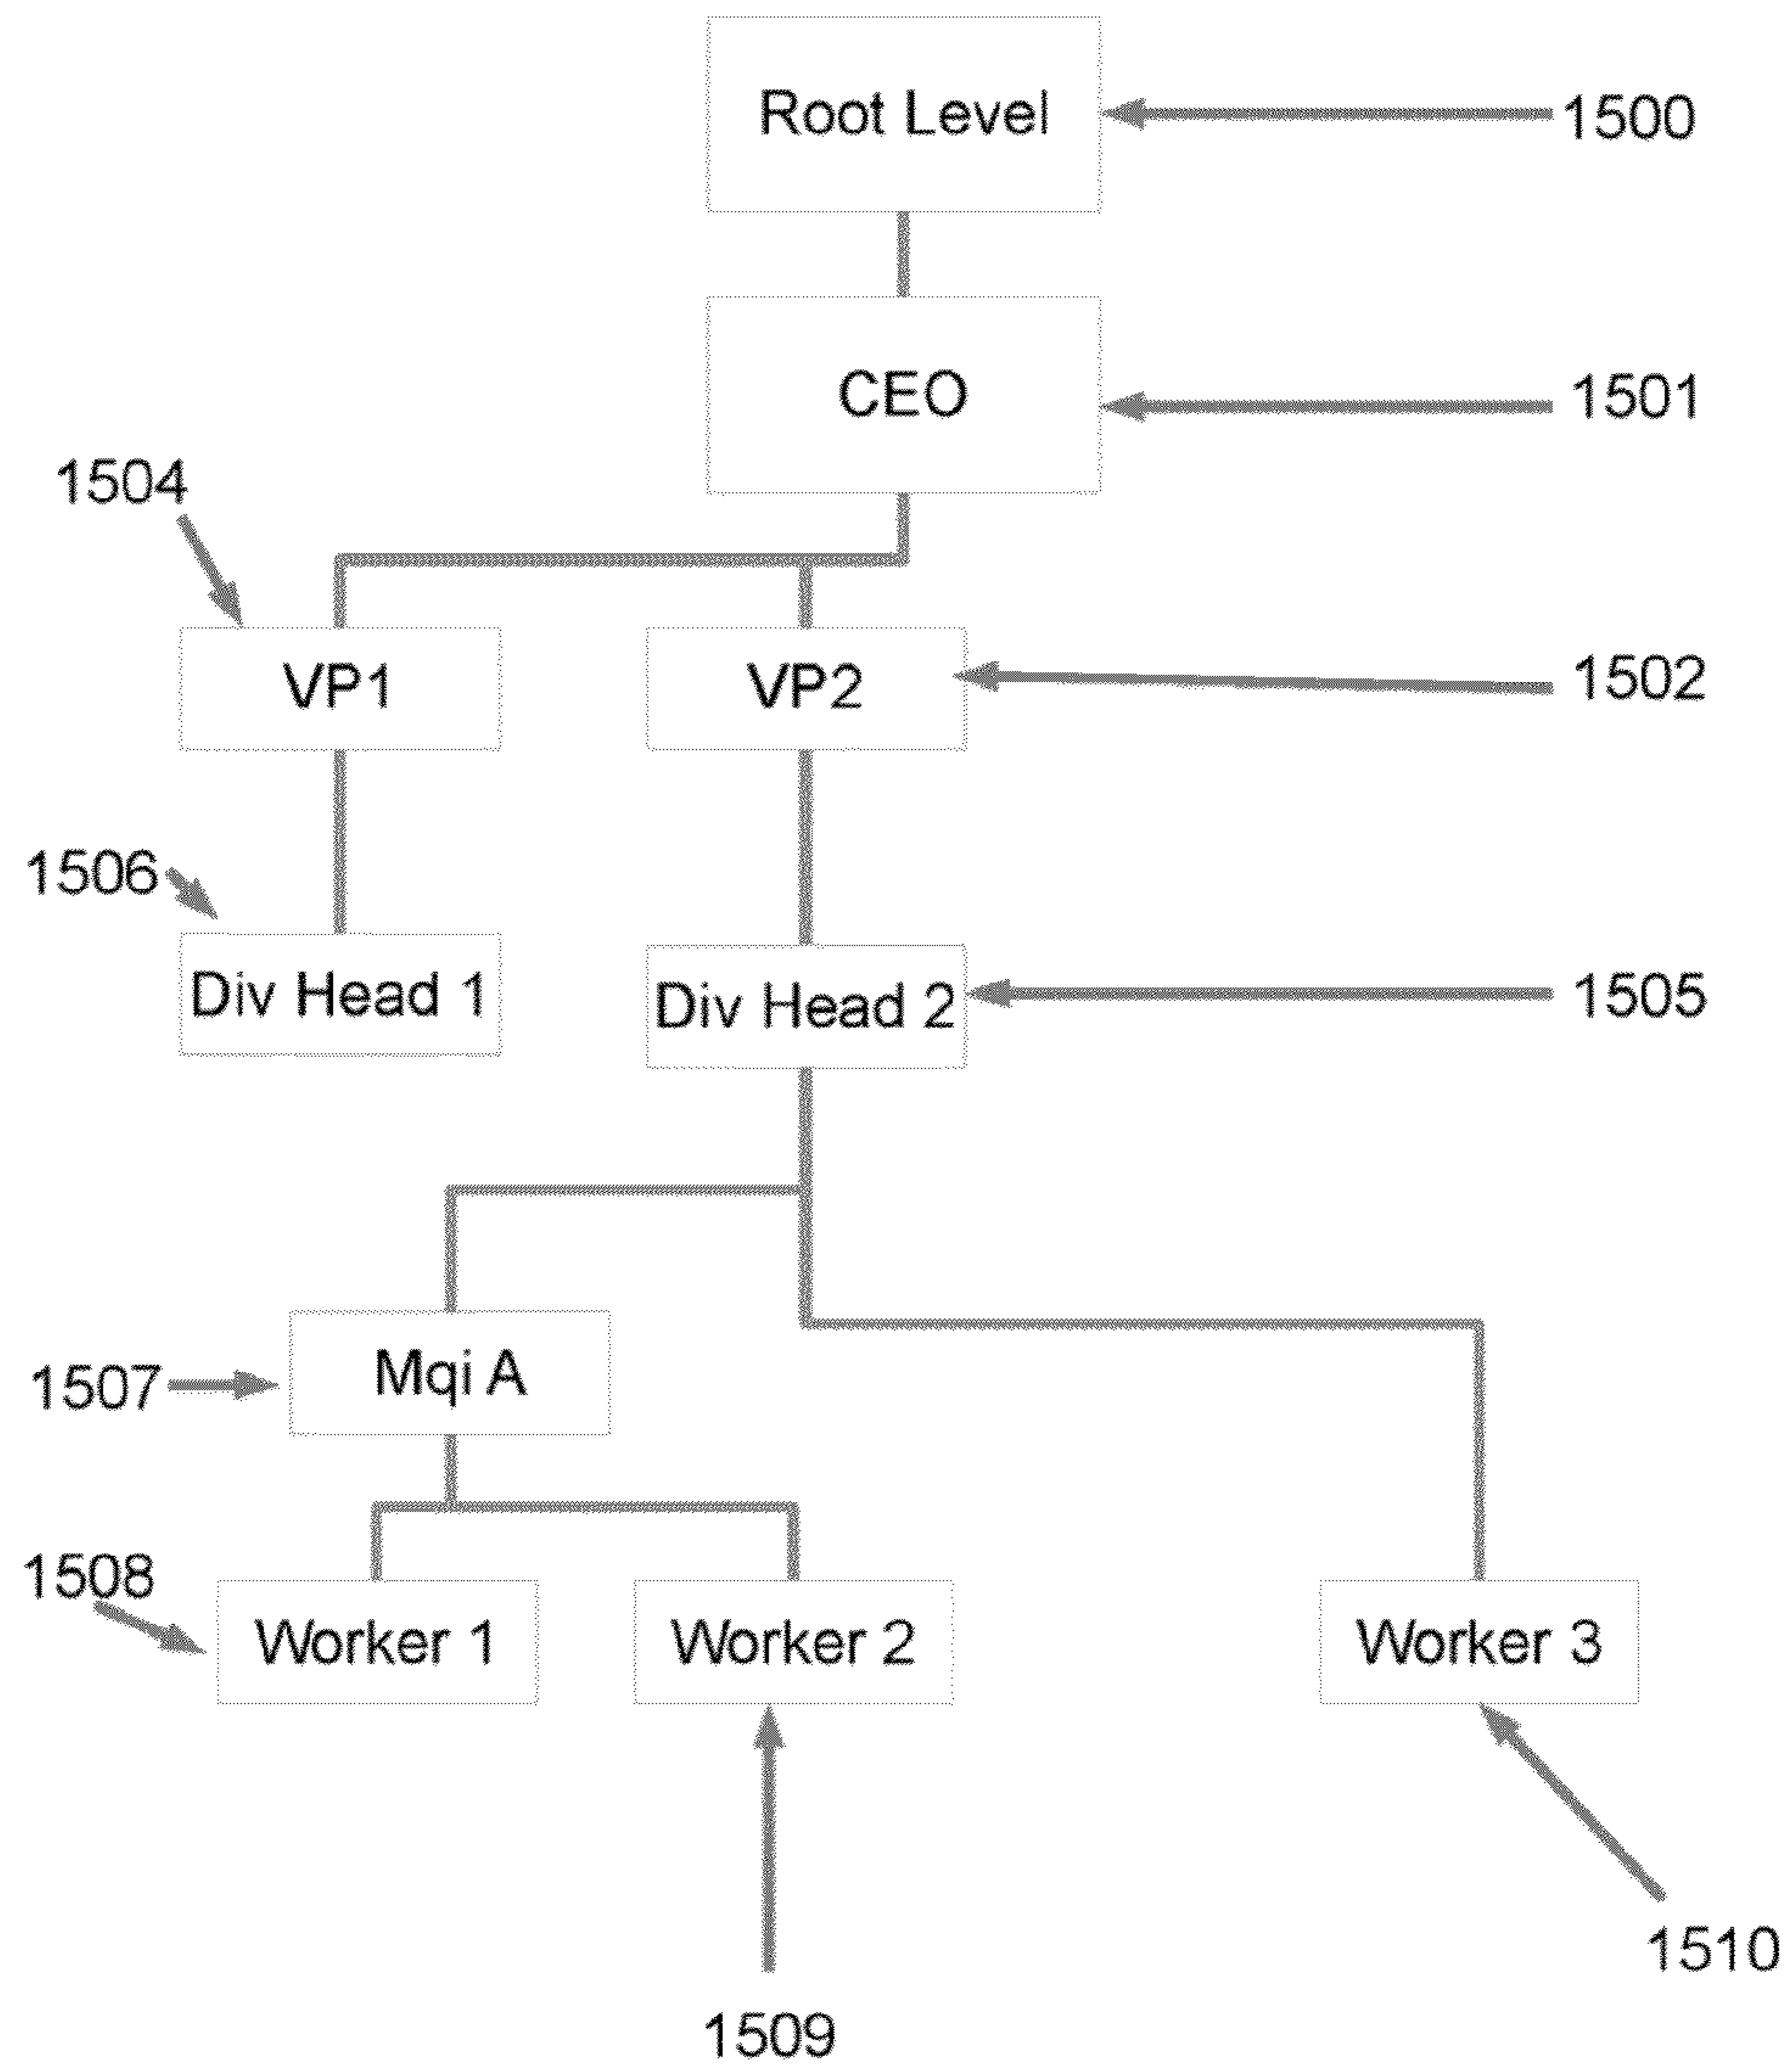 Root Level
1500
CEO
1501
1504
VP1
VP2
1502
1506
Div Head 1
Div Head 2
1505
Mqi A
1507
1508
Worker 1
Worker 2
Worker 3
1510
1509